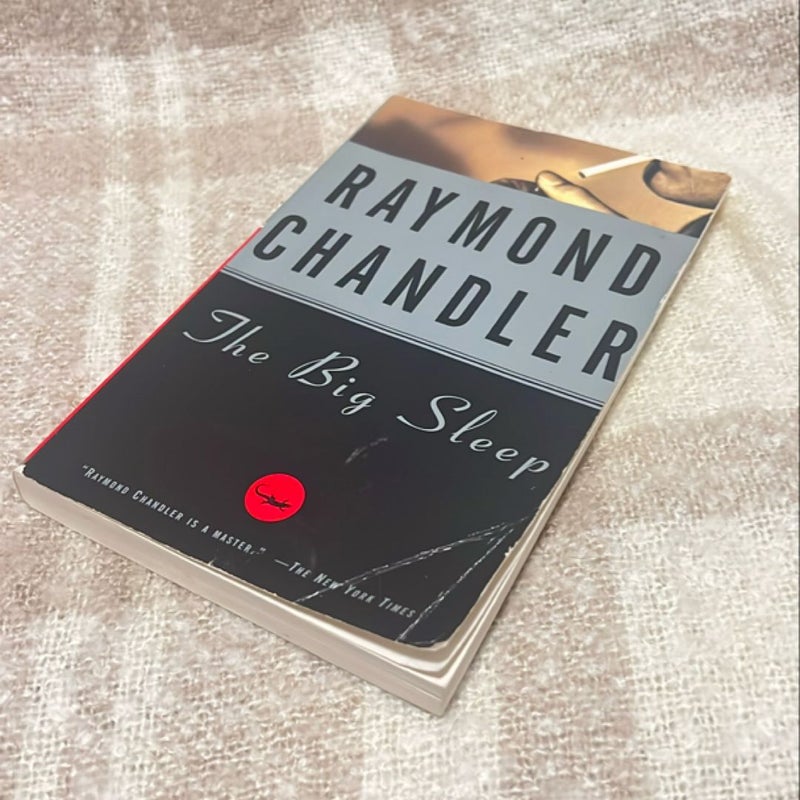 RAYMOND
CHANDLER
The Big Sleep
"RAYMOND CHANDLER IS A MASTER." —THE NEW YORK TIMES